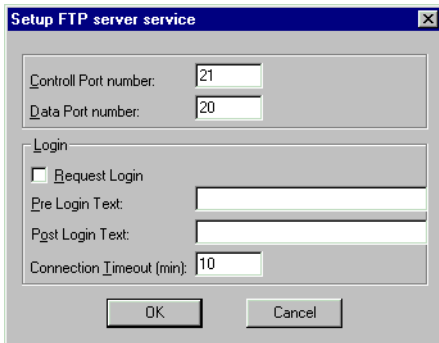 Setup FTP server service
Controll Port number: 21
Data Port number: 20
Login
Request Login
Pre Login Text:
Post Login Text:
Connection Timeout (min): 10
OK Cancel